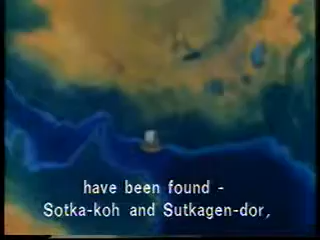 have been found -
Sotka-koh and Sutkagen-dor,